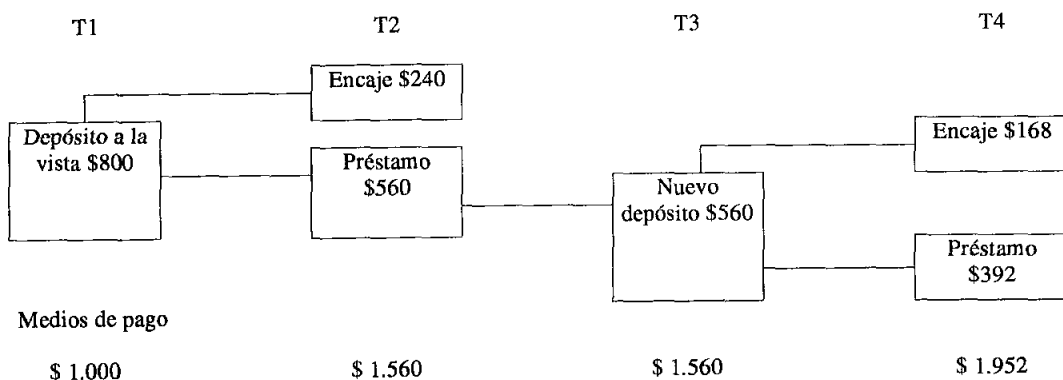 T1
T2
T3
T4
Encaje $240
Depósito a la
vista $800
Préstamo
$560
Nuevo
depósito $560
Encaje $168
Préstamo
$392
Medios de pago
$ 1.000
$ 1.560
$ 1.560
$ 1.952